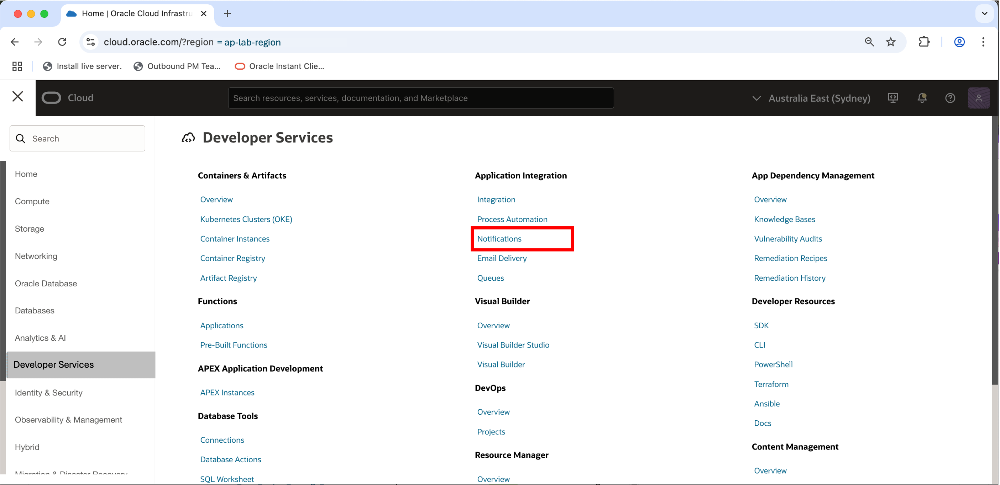 Home | Oracle Cloud Infrastru
cloud.oracle.com/?region = ap-lab-region
Install live server.
Outbound PM Tea...
Oracle Instant Clie...
Cloud
Search resources, services, documentation, and Marketplace
Australia East (Sydney)
Search
Home
Compute
Storage
Networking
Oracle Database
Databases
Analytics & AI
Developer Services
Identity & Security
Observability & Management
Hybrid
Migration & Disaster Recovery
Developer Services
Containers & Artifacts
Overview
Kubernetes Clusters (OKE)
Container Instances
Container Registry
Artifact Registry
Functions
Applications
Pre-Built Functions
APEX Application Development
APEX Instances
Database Tools
Connections
Database Actions
SQL Worksheet
Application Integration
Integration
Process Automation
Notifications
Email Delivery
Queues
Visual Builder
Overview
Visual Builder Studio
Visual Builder
DevOps
Overview
Projects
Resource Manager
Overview
App Dependency Management
Overview
Knowledge Bases
Vulnerability Audits
Remediation Recipes
Remediation History
Developer Resources
SDK
CLI
PowerShell
Terraform
Ansible
Docs
Content Management
Overview